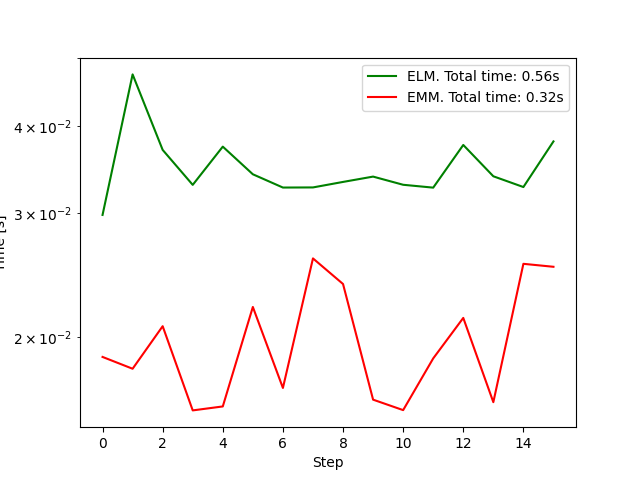 ELM. Total time: 0.56s
EMM. Total time: 0.32s
4 × 10⁻²
3 × 10⁻²
2 × 10⁻²
0 2 4 6 8 10 12 14
Step